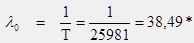 λ₀ = 1/T = 1/25981 = 38,49 *